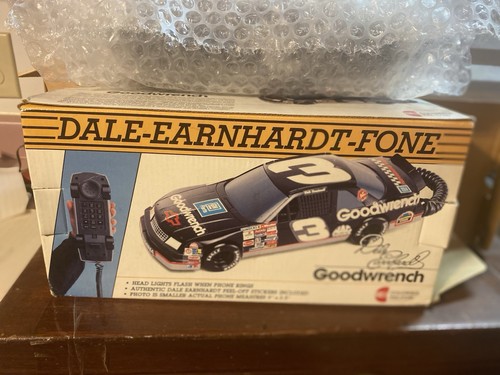 DALE-EARNHARDT-FONE
3
Goodwrench
3
Goodwrench
Goodwrench
• HEAD LIGHTS FLASH WHEN PHONE RINGS
• AUTHENTIC DALE EARNHARDT PEEL-OFF STICKERS INCLUDED
• PHOTO IS SMALLER ACTUAL PHONE MEASURES